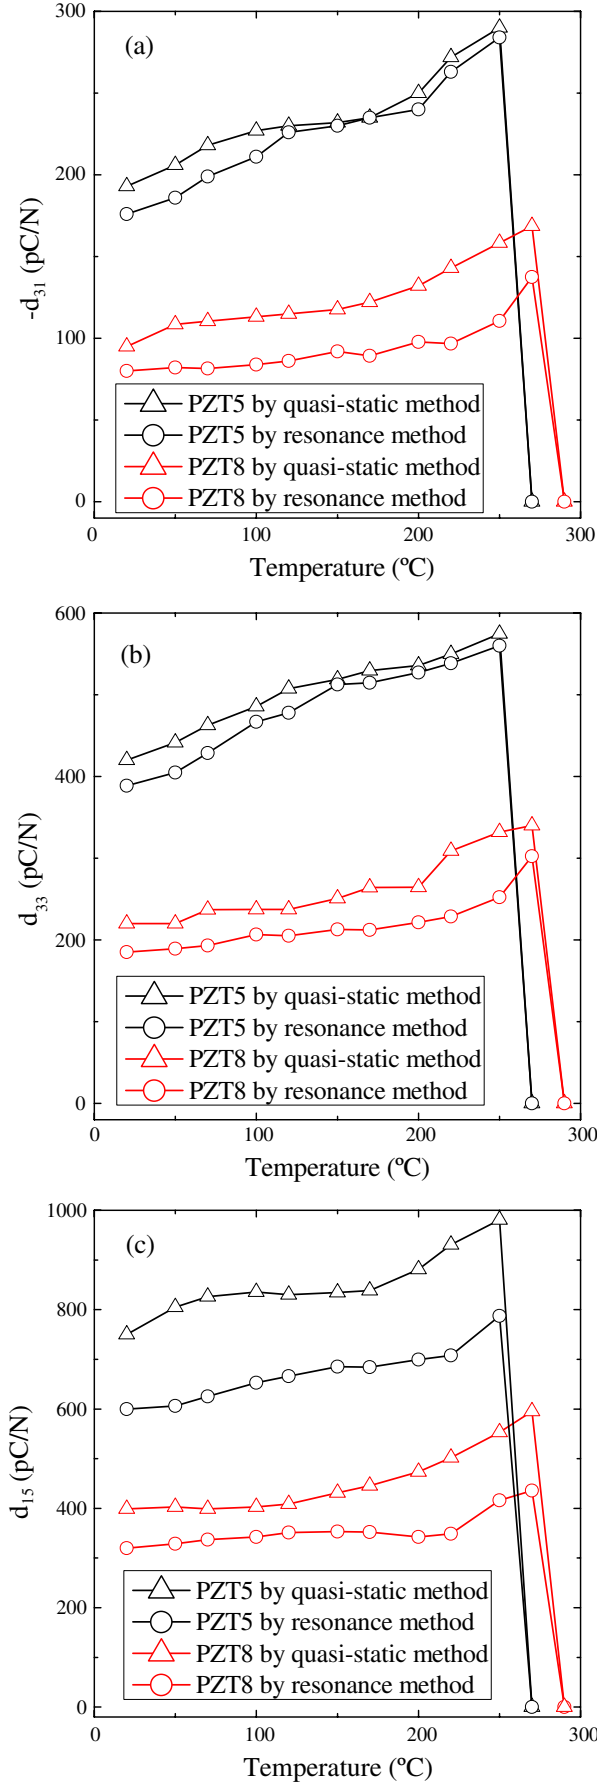 (a)
300
200
100
0
-d31 (pC/N)
PZT5 by quasi-static method
PZT5 by resonance method
PZT8 by quasi-static method
PZT8 by resonance method
0 100 200 300
Temperature (ºC)
(b)
600
400
200
0
d33 (pC/N)
PZT5 by quasi-static method
PZT5 by resonance method
PZT8 by quasi-static method
PZT8 by resonance method
0 100 200 300
Temperature (ºC)
(c)
1000
800
600
400
200
0
d15 (pC/N)
PZT5 by quasi-static method
PZT5 by resonance method
PZT8 by quasi-static method
PZT8 by resonance method
0 100 200 300
Temperature (ºC)